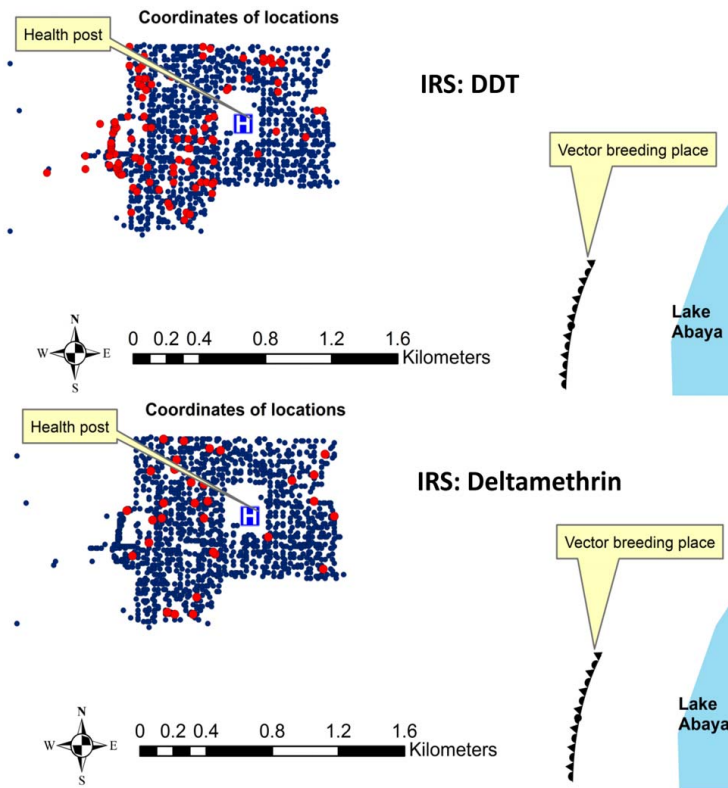 Coordinates of locations
Health post
IRS: DDT
H
Vector breeding place
Lake
Abaya
N
W E
S
0 0.2 0.4 0.8 1.2 1.6
Kilometers
Coordinates of locations
Health post
IRS: Deltamethrin
H
Vector breeding place
Lake
Abaya
N
W E
S
0 0.2 0.4 0.8 1.2 1.6
Kilometers